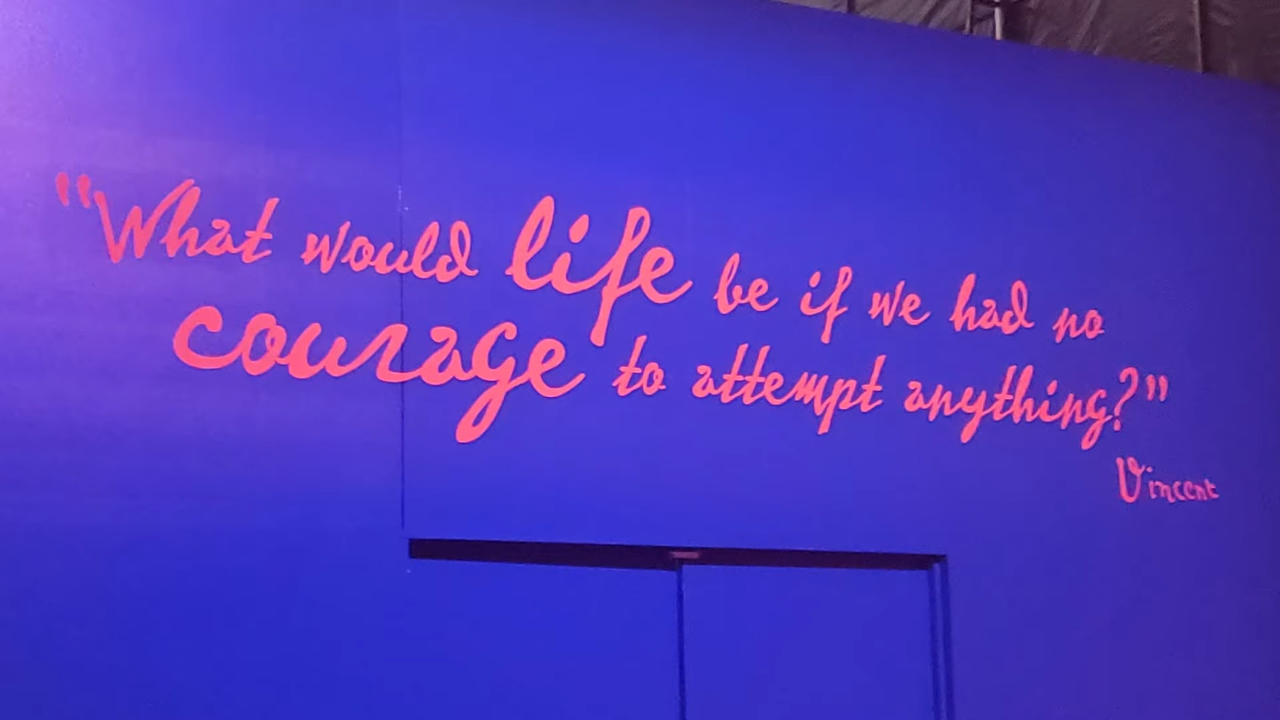 "What would life be if we had no
courage to attempt anything?"
Vincent